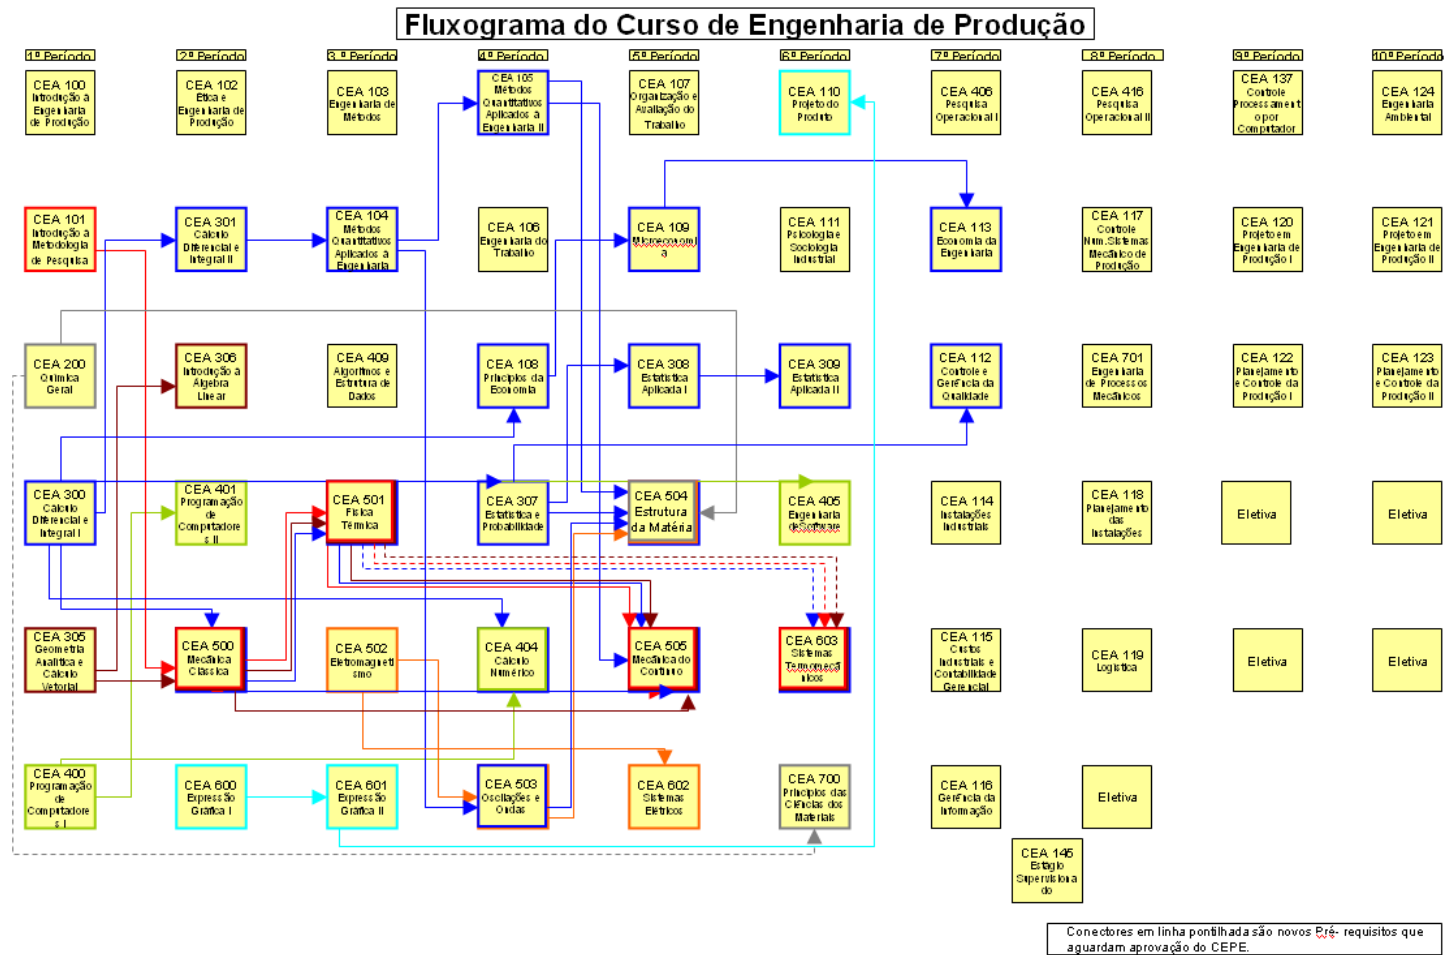 Fluxograma do Curso de Engenharia de Produção
1º Período
2º Período
3 º Período
4º Período
5º Período
6º Período
7º Período
8º Período
9º Período
10º Período
CEA 100
Introdução à
Engenharia
de Produção
CEA 102
Ética e
Engenharia de
Produção
CEA 103
Engenharia de
Métodos
CEA 105
Métodos
Quantitativos
Aplicados à
Engenharia II
CEA 107
Organização e
Avaliação do
Trabalho
CEA 110
Projeto do
Produto
CEA 406
Pesquisa
Operacional I
CEA 416
Pesquisa
Operacional II
CEA 137
Controle
Processament
o por
Computador
CEA 124
Engenharia
Ambiental
CEA 101
Introdução à
Metodologia
de Pesquisa
CEA 301
Cálculo
Diferencial e
Integral II
CEA 104
Métodos
Quantitativos
Aplicados à
Engenharia
CEA 106
Engenharia do
Trabalho
CEA 109
Microeconomi
a
CEA 111
Psicologia e
Sociologia
Industrial
CEA 113
Economia da
Engenharia
CEA 117
Controle
Num.Sistemas
Mecânico de
Produção
CEA 120
Projeto em
Engenharia de
Produção I
CEA 121
Projeto em
Engenharia de
Produção II
CEA 200
Química
Geral
CEA 306
Introdução à
Álgebra
Linear
CEA 409
Algoritmos e
Estrutura de
Dados
CEA 108
Princípios da
Economia
CEA 308
Estatística
Aplicada I
CEA 309
Estatística
Aplicada II
CEA 112
Controle e
Gerência da
Qualidade
CEA 701
Engenharia
de Processos
Mecânicos
CEA 122
Planejamento
e Controle da
Produção I
CEA 123
Planejamento
e Controle da
Produção II
CEA 300
Cálculo
Diferencial e
Integral I
CEA 401
Programação
de
Computadore
s II
CEA 501
Física
Térmica
CEA 307
Estatística e
Probabilidade
CEA 504
Estrutura
da Matéria
CEA 405
Engenharia
de Software
CEA 114
Instalações
Industriais
CEA 118
Planejamento
das
Instalações
Eletiva
Eletiva
CEA 305
Geometria
Analítica e
Cálculo
Vetorial
CEA 500
Mecânica
Clássica
CEA 502
Eletromagneti
smo
CEA 404
Cálculo
Numérico
CEA 505
Mecânica do
Contínuo
CEA 603
Sistemas
Termomecâ
nicos
CEA 115
Custos
Industriais e
Contabilidade
Gerencial
CEA 119
Logística
Eletiva
Eletiva
CEA 400
Programação
de
Computadore
s I
CEA 600
Expressão
Gráfica I
CEA 601
Expressão
Gráfica II
CEA 503
Oscilações e
Ondas
CEA 602
Sistemas
Elétricos
CEA 700
Princípios das
Ciências dos
Materiais
CEA 116
Gerência da
Informação
Eletiva
CEA 145
Estágio
Supervisiona
do
Conectores em linha pontilhada são novos Pré- requisitos que
aguardam aprovação do CEPE.